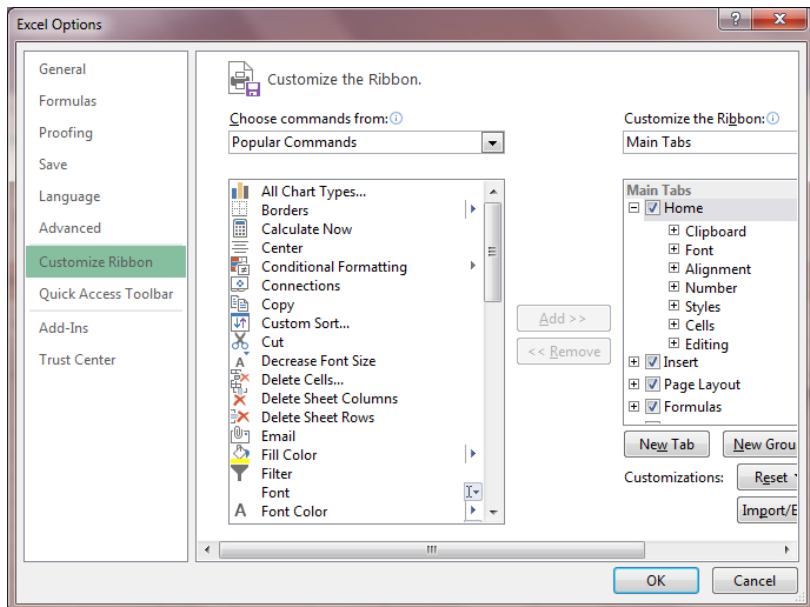 Excel Options
General
Formulas
Proofing
Save
Language
Advanced
Customize Ribbon
Quick Access Toolbar
Add-Ins
Trust Center
Customize the Ribbon.
Choose commands from:
Popular Commands
All Chart Types...
Borders
Calculate Now
Center
Conditional Formatting
Connections
Copy
Custom Sort...
Cut
Decrease Font Size
Delete Cells...
Delete Sheet Columns
Delete Sheet Rows
Email
Fill Color
Filter
Font
Font Color
Add >>
<< Remove
Customize the Ribbon:
Main Tabs
Main Tabs
Home
Clipboard
Font
Alignment
Number
Styles
Cells
Editing
Insert
Page Layout
Formulas
New Tab
New Grou
Customizations:
Reset
Import/E
OK
Cancel